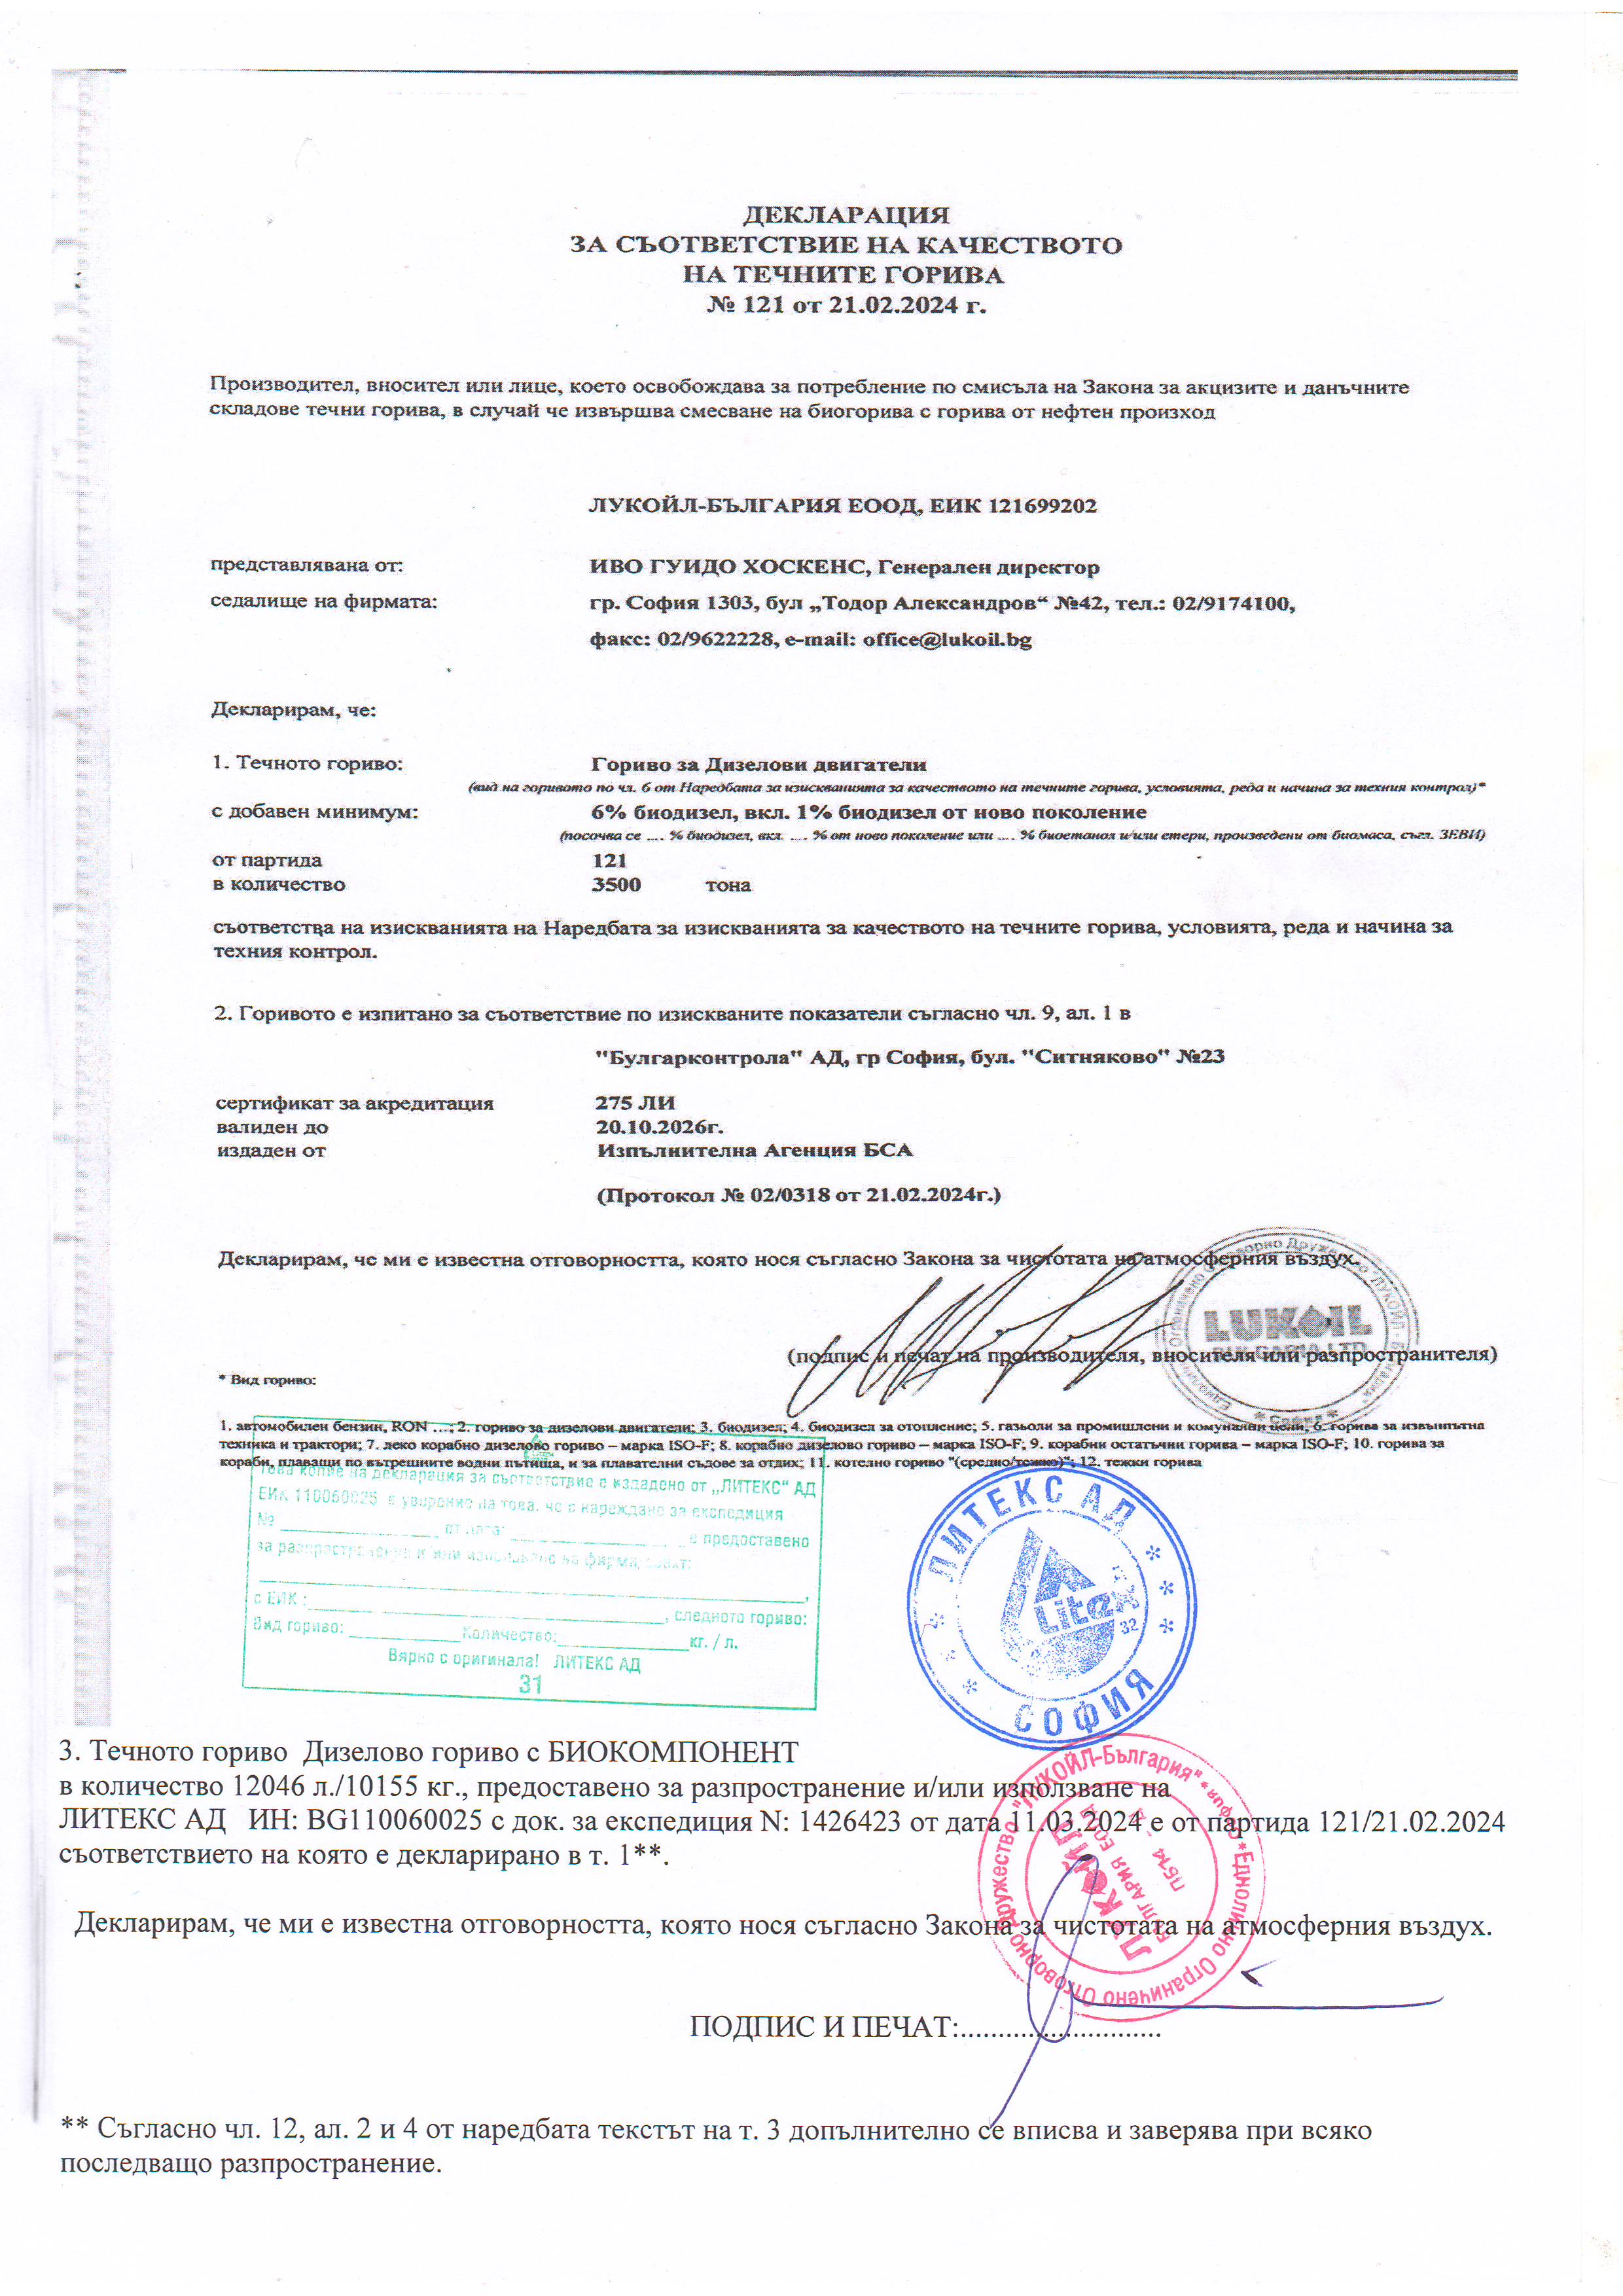 ДЕКЛАРАЦИЯ
ЗА СЪОТВЕТСТВИЕ НА КАЧЕСТВОТО
НА ТЕЧНИТЕ ГОРИВА
№ 121 от 21.02.2024 г.
Производител, вносител или лице, което освобождава за потребление по смисъла на Закона за акцизите и данъчните
складове течни горива, в случай че извършва смесване на биогорива с горива от нефтен произход
ЛУКОЙЛ-БЪЛГАРИЯ ЕООД, ЕИК 121699202
представлявана от: ИВО ГУИДО ХОСКЕНС, Генерален директор
седалище на фирмата: гр. София 1303, бул „Тодор Александров“ №42, тел.: 02/9174100,
факс: 02/9622228, e-mail: office@lukoil.bg
Декларирам, че:
1. Течното гориво: Гориво за Дизелови двигатели
(вид на горивото по чл. 6 от Наредбата за изискванията за качеството на течните горива, условията, реда и начина за техния контрол)*
с добавен минимум: 6% биодизел, вкл. 1% биодизел от ново поколение
(посочва се .... % биодизел, вкл. .... % от ново поколение или .... % биоетанол и/или етери, произведени от биомаса, съгл. ЗЕВИ)
от партида 121
в количество 3500 тона
съответства на изискванията на Наредбата за изискванията за качеството на течните горива, условията, реда и начина за
техния контрол.
2. Горивото е изпитано за съответствие по изискваните показатели съгласно чл. 9, ал. 1 в
"Булгарконтрола" АД, гр София, бул. "Ситняково" №23
сертификат за акредитация 275 ЛИ
валиден до 20.10.2026г.
издаден от Изпълнителна Агенция БСА
(Протокол № 02/0318 от 21.02.2024г.)
Декларирам, че ми е известна отговорността, която нося съгласно Закона за чистотата на атмосферния въздух.
LUKOIL
BULGARIA LTD
* София *
(подпис и печат на производителя, вносителя или разпространителя)
* Вид гориво:
1. автомобилен бензин, RON ...; 2. гориво за дизелови двигатели; 3. биодизел; 4. биодизел за отопление; 5. газьоли за промишлени и комунални цели; 6. горива за извънпътна
техника и трактори; 7. леко корабно дизелово гориво – марка ISO-F; 8. корабно дизелово гориво – марка ISO-F; 9. корабни остатъчни горива – марка ISO-F; 10. горива за
кораби, плаващи по вътрешните водни пътища, и за плавателни съдове за отдих; 11. котелно гориво "(средно/тежко)"; 12. тежки горива
Това копие на декларация за съответствие е издадено от „ЛИТЕКС“ АД
ЕИК 110060025 в уверение на това, че с нареждане за експедиция
№ ____ от дата: ____ е предоставено
за разпространение и/или използване на фирма, обект:
с ЕИК: ____, следното гориво:
Вид гориво: ____ Количество: ____ кг. / л.
Вярно с оригинала! ЛИТЕКС АД
31
ЛИТЕКС АД
Litex
32
СОФИЯ
3. Течното гориво Дизелово гориво с БИОКОМПОНЕНТ
в количество 12046 л./10155 кг., предоставено за разпространение и/или използване на
ЛИТЕКС АД ИН: BG110060025 с док. за експедиция N: 1426423 от дата 11.03.2024 е от партида 121/21.02.2024
съответствието на която е декларирано в т. 1**.
Еднолично Ограничено Отговорно Дружество "ЛУКОЙЛ-България" * София *
ЛУКОЙЛ
БЪЛГАРИЯ ЕООД
Декларирам, че ми е известна отговорността, която нося съгласно Закона за чистотата на атмосферния въздух.
ПОДПИС И ПЕЧАТ:...........................
** Съгласно чл. 12, ал. 2 и 4 от наредбата текстът на т. 3 допълнително се вписва и заверява при всяко
последващо разпространение.